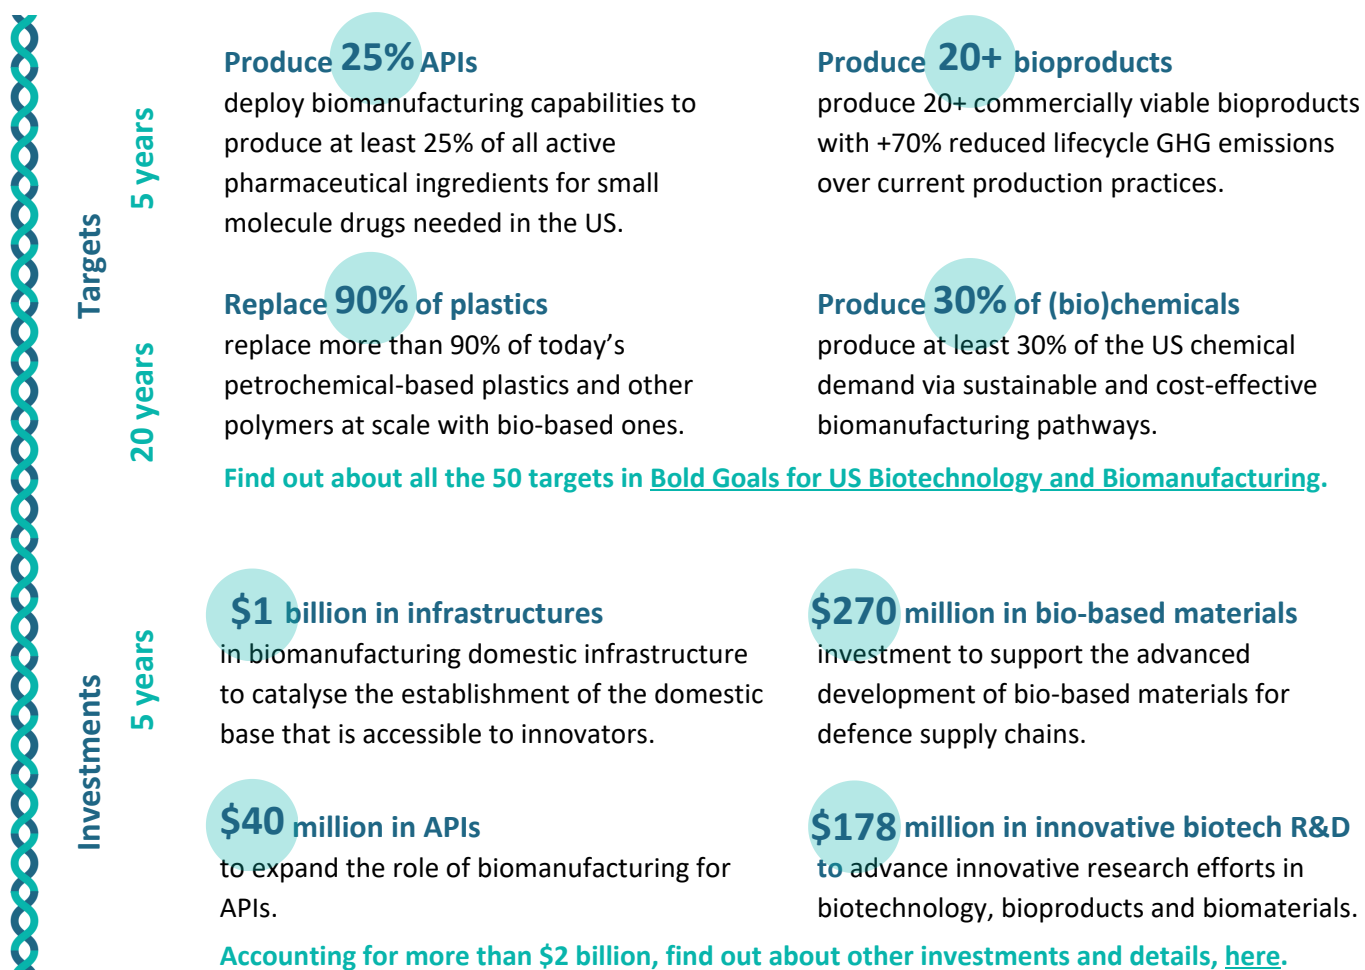 Targets
5 years
Produce 25% APIs
deploy biomanufacturing capabilities to
produce at least 25% of all active
pharmaceutical ingredients for small
molecule drugs needed in the US.
Produce 20+ bioproducts
produce 20+ commercially viable bioproducts
with +70% reduced lifecycle GHG emissions
over current production practices.
20 years
Replace 90% of plastics
replace more than 90% of today’s
petrochemical-based plastics and other
polymers at scale with bio-based ones.
Produce 30% of (bio)chemicals
produce at least 30% of the US chemical
demand via sustainable and cost-effective
biomanufacturing pathways.
Find out about all the 50 targets in Bold Goals for US Biotechnology and Biomanufacturing.
Investments
5 years
$1 billion in infrastructures
in biomanufacturing domestic infrastructure
to catalyse the establishment of the domestic
base that is accessible to innovators.
$270 million in bio-based materials
investment to support the advanced
development of bio-based materials for
defence supply chains.
$40 million in APIs
to expand the role of biomanufacturing for
APIs.
$178 million in innovative biotech R&D
to advance innovative research efforts in
biotechnology, bioproducts and biomaterials.
Accounting for more than $2 billion, find out about other investments and details, here.